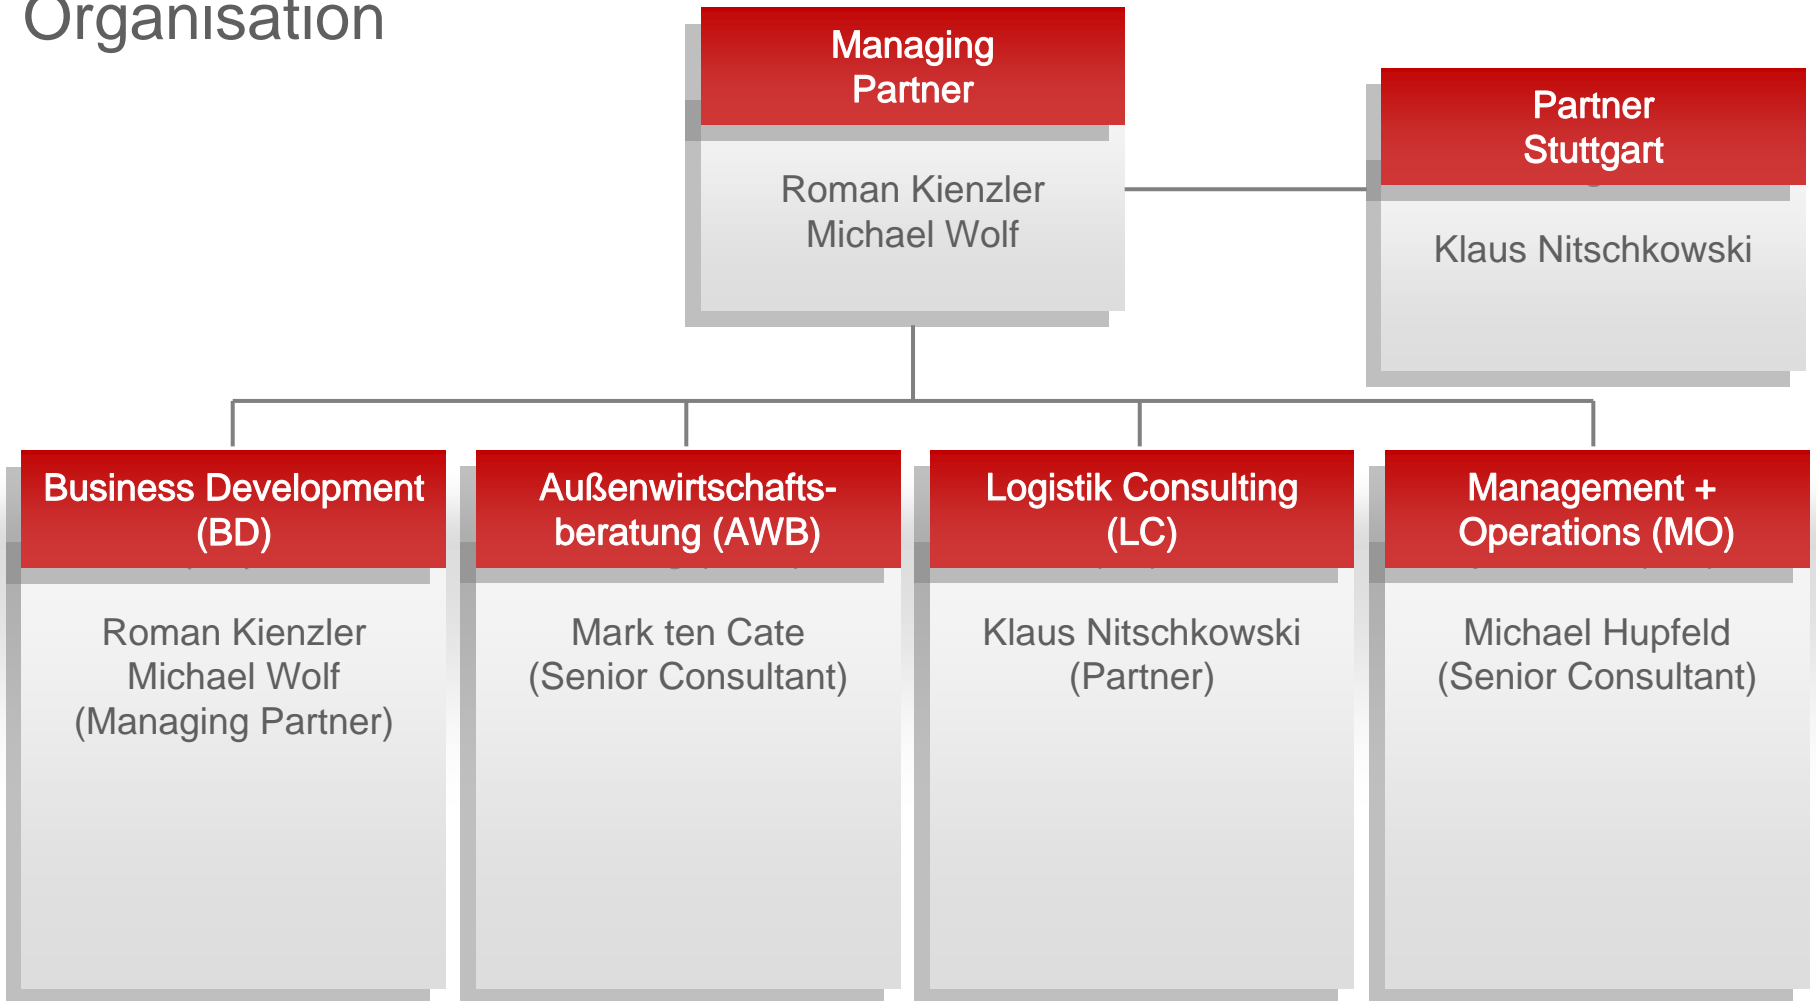 Organisation
Managing
Partner
Roman Kienzler
Michael Wolf
Partner
Stuttgart
Klaus Nitschkowski
Business Development
(BD)
Roman Kienzler
Michael Wolf
(Managing Partner)
Außenwirtschafts-
beratung (AWB)
Mark ten Cate
(Senior Consultant)
Logistik Consulting
(LC)
Klaus Nitschkowski
(Partner)
Management +
Operations (MO)
Michael Hupfeld
(Senior Consultant)